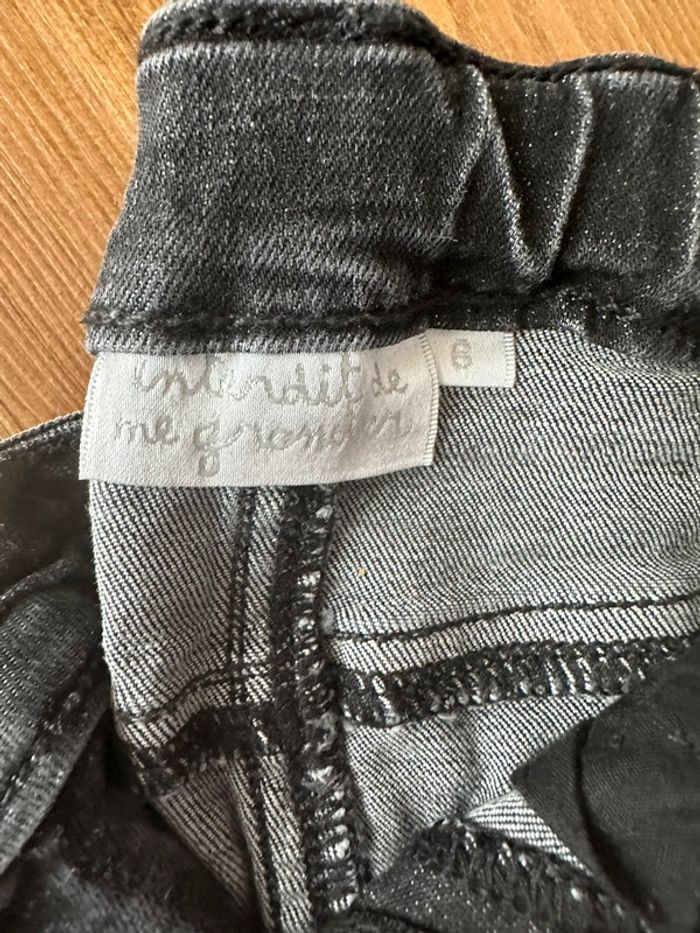 interdit de
me gronder
6